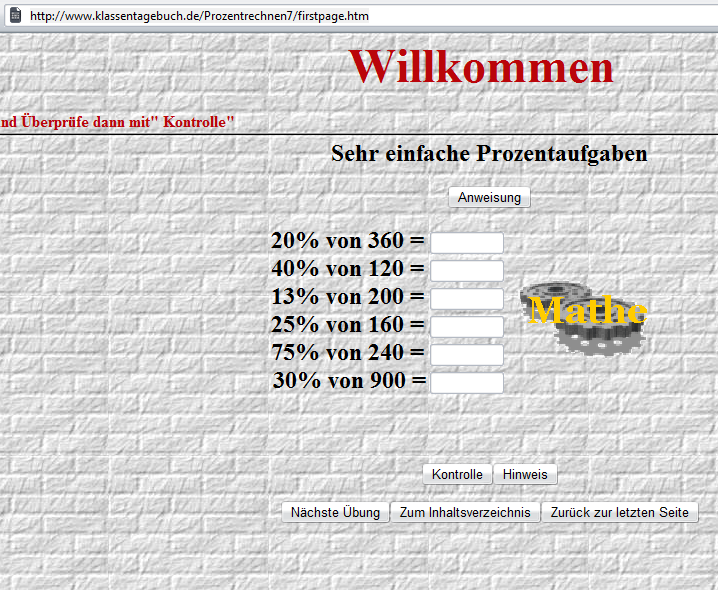 http://www.klassentagebuch.de/Prozentrechnen7/firstpage.htm
Willkommen
nd Überprüfe dann mit" Kontrolle"
Sehr einfache Prozentaufgaben
Anweisung
20% von 360 =
40% von 120 =
13% von 200 =
25% von 160 =
75% von 240 =
30% von 900 =
Mathe
Kontrolle Hinweis
Nächste Übung Zum Inhaltsverzeichnis Zurück zur letzten Seite